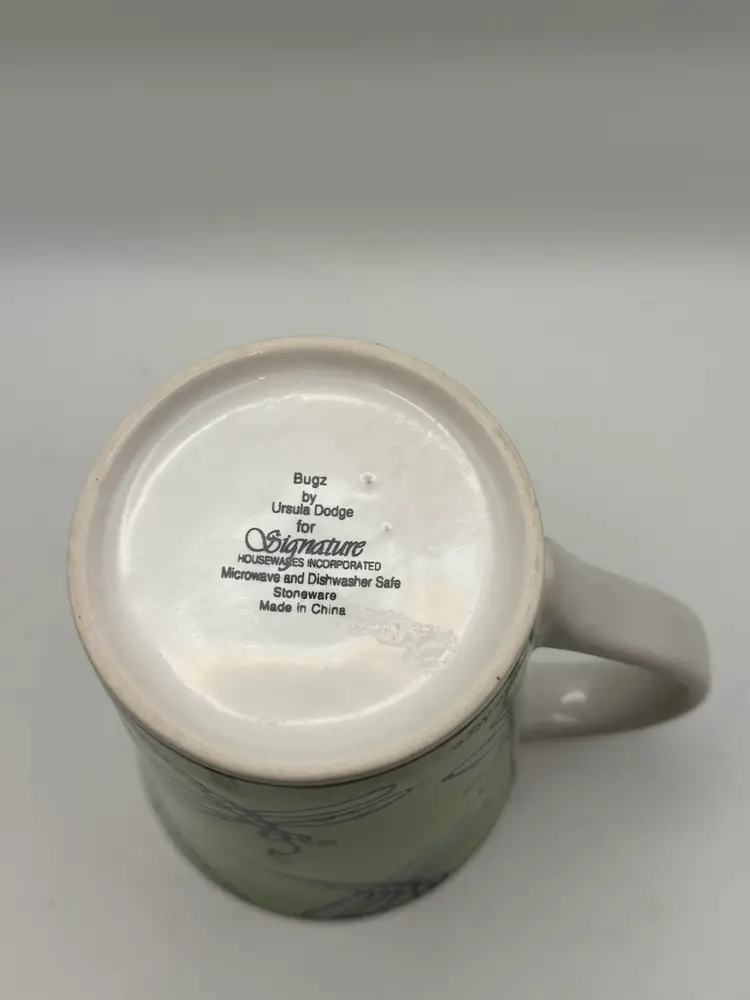 Bugz
by
Ursula Dodge
for
Signature
HOUSEWARES INCORPORATED
Microwave and Dishwasher Safe
Stoneware
Made in China